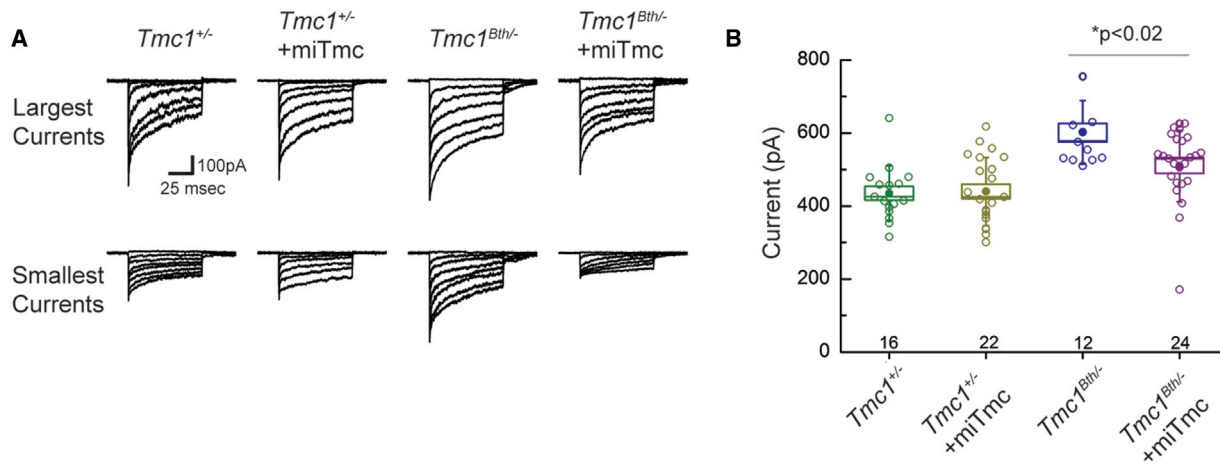 A
Tmc1+/-
Tmc1+/-
+miTmc
Tmc1Bth/-
Tmc1Bth/-
+miTmc
Largest
Currents
100pA
25 msec
Smallest
Currents
B
*p<0.02
Current (pA)
800
600
400
200
0
16
22
12
24
Tmc1+/-
Tmc1+/-
+miTmc
Tmc1Bth/-
Tmc1Bth/-
+miTmc